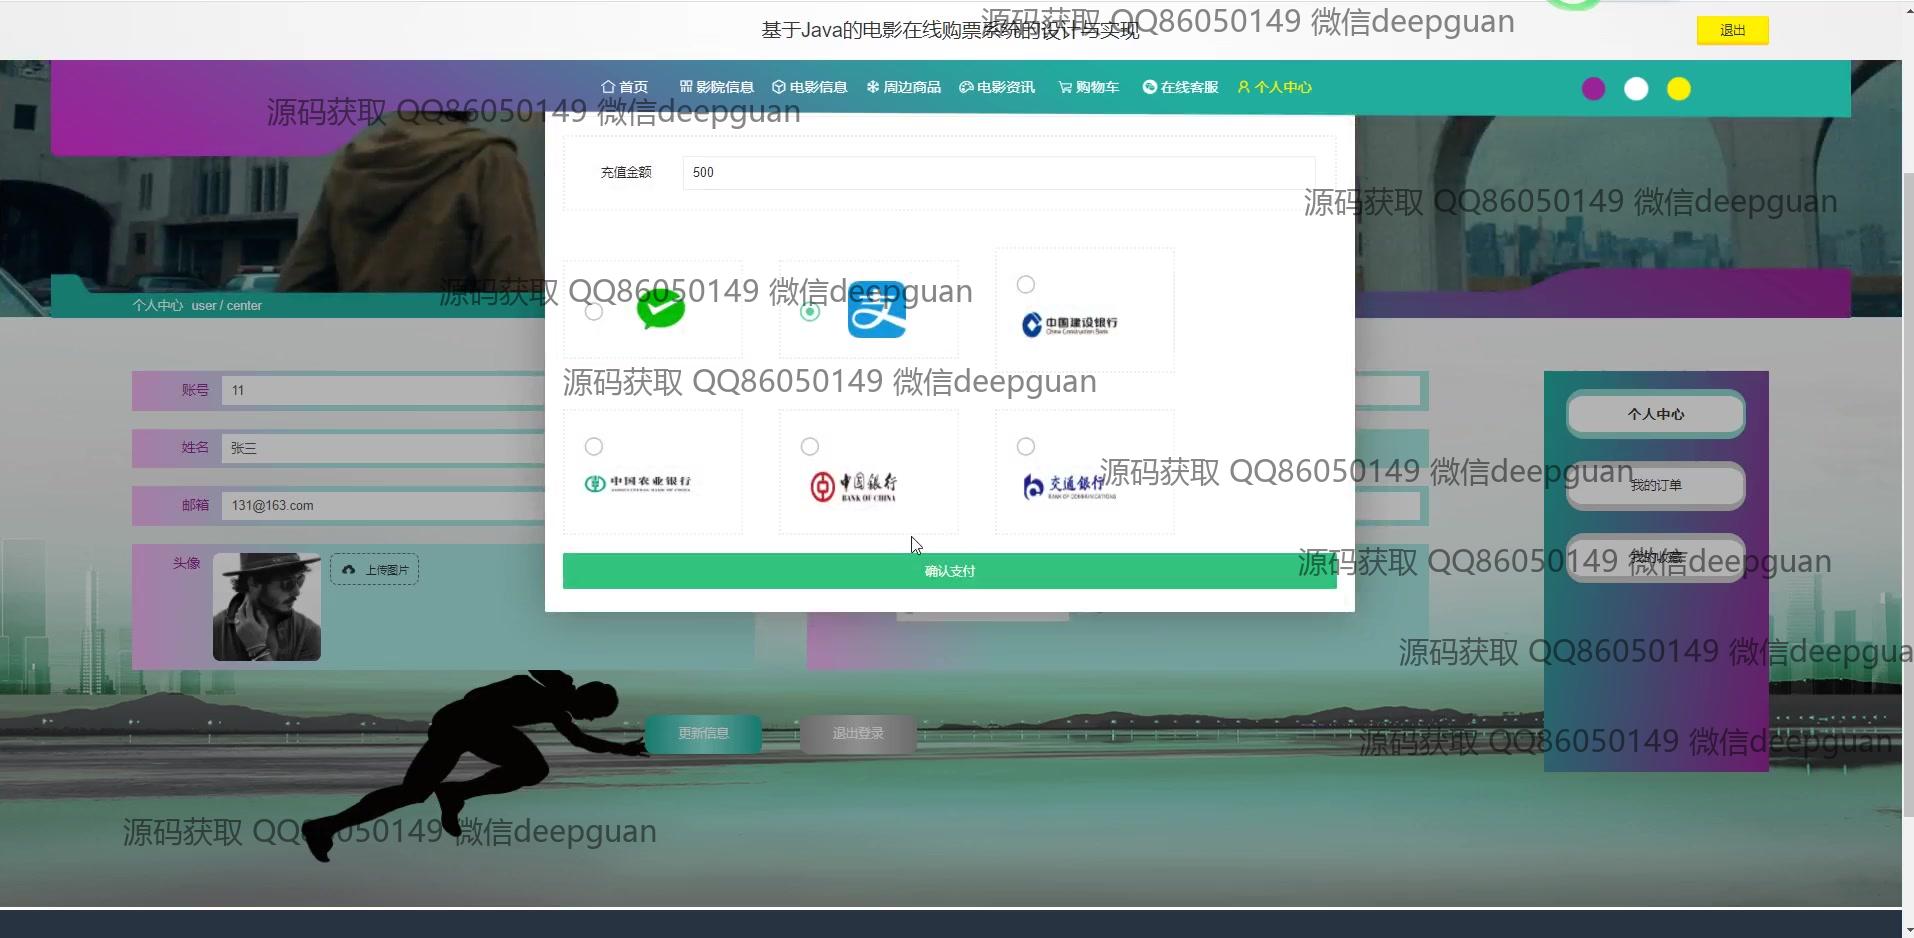 基于Java的电影在线购票系统的设计与实现
源码获取 QQ86050149 微信deepguan
退出
首页 影院信息 电影信息 周边商品 电影资讯 购物车 在线客服 个人中心
源码获取 QQ86050149 微信deepguan
充值金额 500
源码获取 QQ86050149 微信deepguan
源码获取 QQ86050149 微信deepguan
个人中心 user / center
中国建设银行
China Construction Bank
源码获取 QQ86050149 微信deepguan
账号 11
个人中心
姓名 张三
源码获取 QQ86050149 微信deepguan
中国农业银行
AGRICULTURAL BANK OF CHINA
中国银行
BANK OF CHINA
交通银行
BANK OF COMMUNICATIONS
我的订单
邮箱 131@163.com
源码获取 QQ86050149 微信deepguan
我的收藏
头像
上传图片
确认支付
源码获取 QQ86050149 微信deepgua
更新信息
退出登录
源码获取 QQ86050149 微信deepguan
源码获取 QQ86050149 微信deepguan